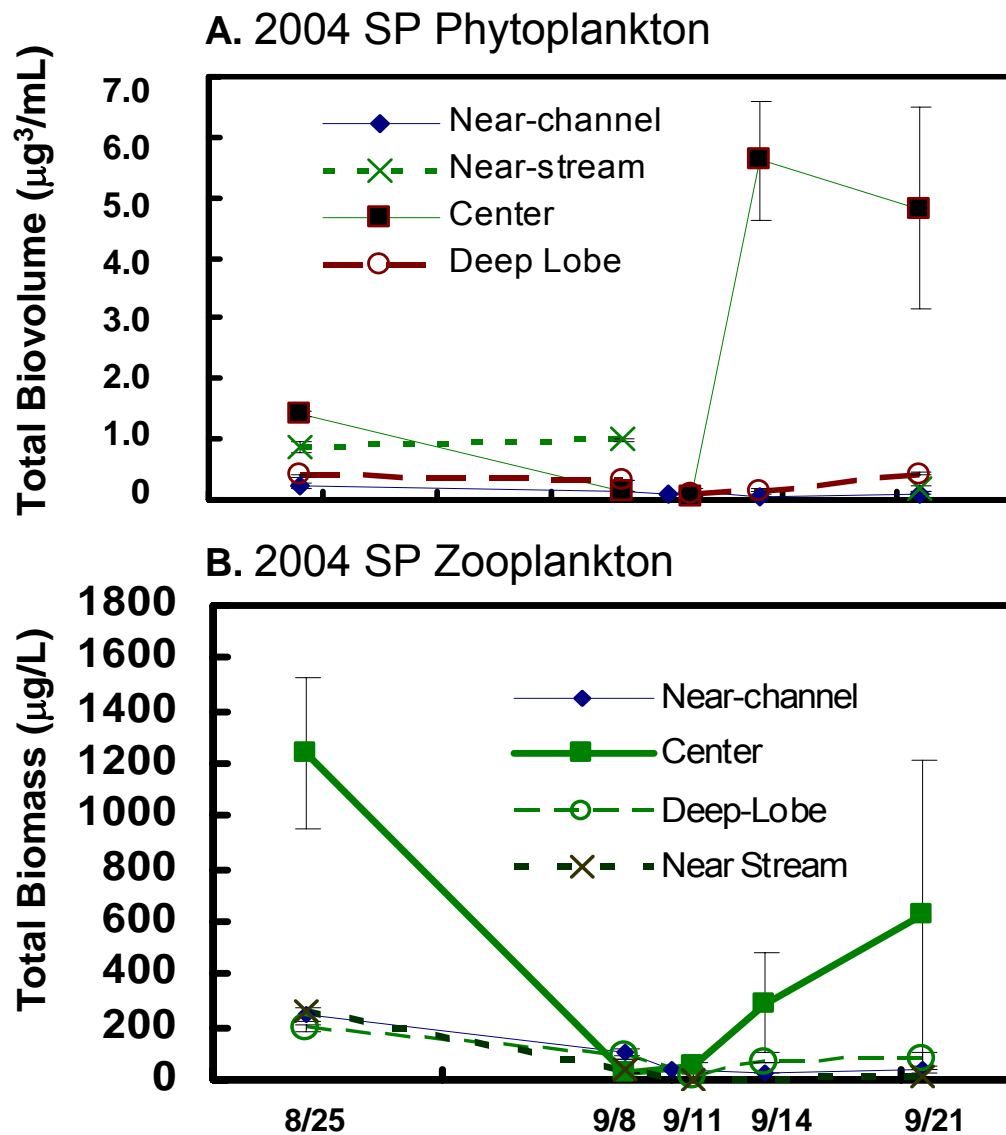 A. 2004 SP Phytoplankton
Total Biovolume (μg³/mL)
7.0
6.0
5.0
4.0
3.0
2.0
1.0
0
Near-channel
Near-stream
Center
Deep Lobe
B. 2004 SP Zooplankton
Total Biomass (μg/L)
1800
1600
1400
1200
1000
800
600
400
200
0
Near-channel
Center
Deep-Lobe
Near Stream
8/25 9/8 9/11 9/14 9/21